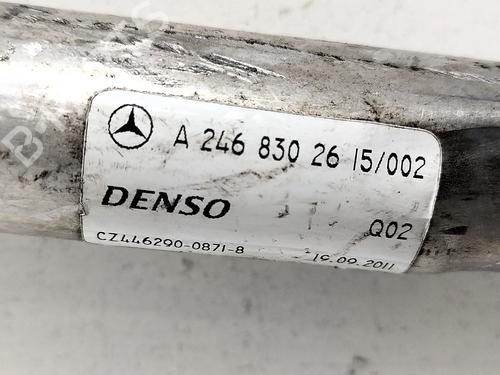 A 246 830 26 15/002
DENSO
Q02
CZ446290-0871-8
19.09.2011